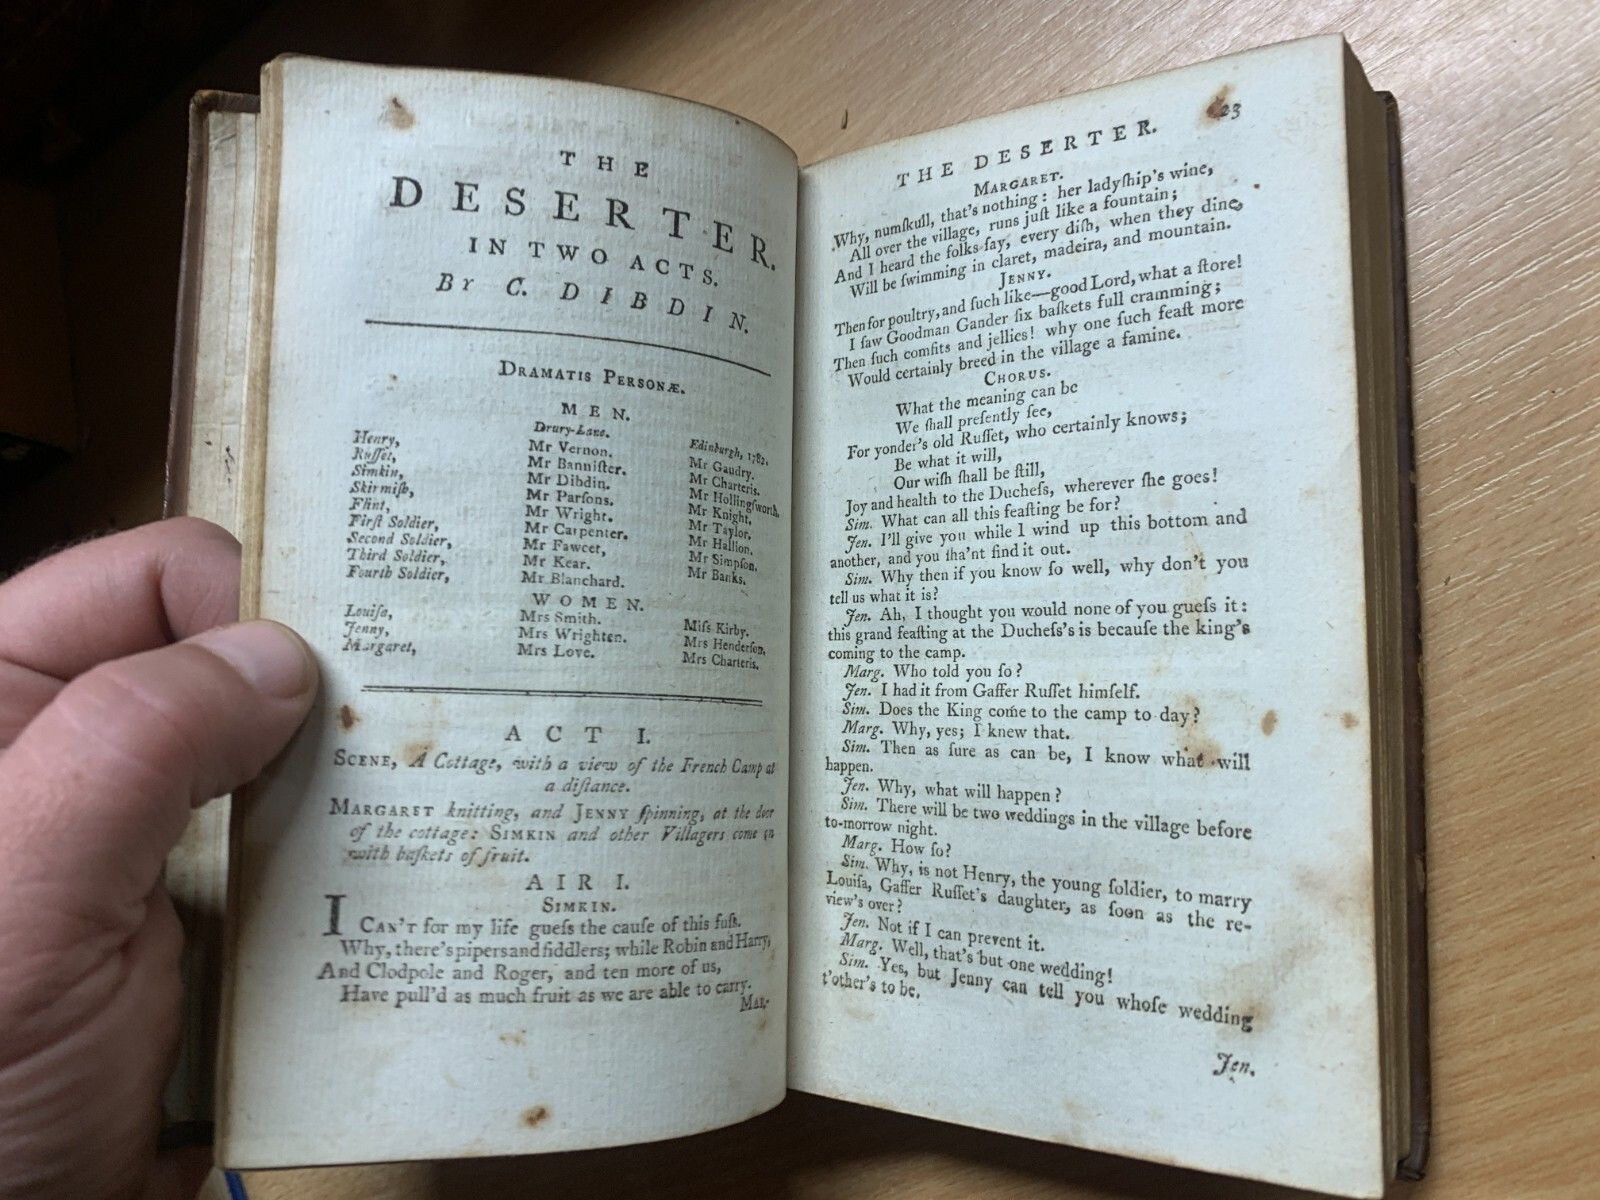 THE
DESERTER.
IN TWO ACTS.
BY C. DIBDIN.
DRAMATIS PERSONÆ.
MEN.
Drury-Lane. Edinburgh, 1782.
Henry, Mr Vernon. Mr Gaudry.
Ruſſet, Mr Banniſter. Mr Charteris.
Simkin, Mr Dibdin. Mr Hollingſworth.
Skirmiſh, Mr Parſons. Mr Knight.
Flint, Mr Wright. Mr Taylor.
Firſt Soldier, Mr Carpenter. Mr Hallion.
Second Soldier, Mr Fawcet, Mr Simpſon.
Third Soldier, Mr Kear. Mr Banks.
Fourth Soldier, Mr Blanchard.
WOMEN.
Louiſa, Mrs Smith. Miſs Kirby.
Jenny, Mrs Wrighten. Mrs Henderſon.
Margaret, Mrs Love. Mrs Charteris.
ACT I.
SCENE, A Cottage, with a view of the French Camp at
a diſtance.
MARGARET knitting, and JENNY ſpinning, at the door
of the cottage: SIMKIN and other Villagers come in
with baſkets of fruit.
AIR I.
SIMKIN.
I CAN'T for my life gueſs the cauſe of this fuſs.
Why, there's pipers and fiddlers; while Robin and Harry,
And Clodpole and Roger, and ten more of us,
Have pull'd as much fruit as we are able to carry.
MAR-
23
THE DESERTER.
MARGARET.
Why, numſkull, that's nothing: her ladyſhip's wine,
All over the village, runs juſt like a fountain;
And I heard the folks ſay, every diſh, when they dine,
Will be ſwimming in claret, madeira, and mountain.
JENNY.
Then for poultry, and ſuch like—good Lord, what a ſtore!
I ſaw Goodman Gander ſix baſkets full cramming;
Then ſuch comfits and jellies! why one ſuch feaſt more
Would certainly breed in the village a famine.
CHORUS.
What the meaning can be
We ſhall preſently ſee,
For yonder's old Ruſſet, who certainly knows;
Be what it will,
Our wiſh ſhall be ſtill,
Joy and health to the Ducheſs, wherever ſhe goes!
Sim. What can all this feaſting be for?
Jen. I'll give you while I wind up this bottom and
another, and you ſha'nt find it out.
Sim. Why then if you know ſo well, why don't you
tell us what it is?
Jen. Ah, I thought you would none of you gueſs it:
this grand feaſting at the Ducheſs's is becauſe the king's
coming to the camp.
Marg. Who told you ſo?
Jen. I had it from Gaffer Ruſſet himſelf.
Sim. Does the King come to the camp to day?
Marg. Why, yes; I knew that.
Sim. Then as ſure as can be, I know what will
happen.
Jen. Why, what will happen?
Sim. There will be two weddings in the village before
to-morrow night.
Marg. How ſo?
Sim. Why, is not Henry, the young ſoldier, to marry
Louiſa, Gaffer Ruſſet's daughter, as ſoon as the re-
view's over?
Jen. Not if I can prevent it.
Marg. Well, that's but one wedding!
Sim. Yes, but Jenny can tell you whoſe wedding
t'other's to be.
Jen.